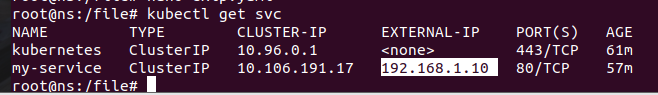 root@ns:/file# kubectl get svc
NAME TYPE CLUSTER-IP EXTERNAL-IP PORT(S) AGE
kubernetes ClusterIP 10.96.0.1 <none> 443/TCP 61m
my-service ClusterIP 10.106.191.17 192.168.1.10 80/TCP 57m
root@ns:/file#